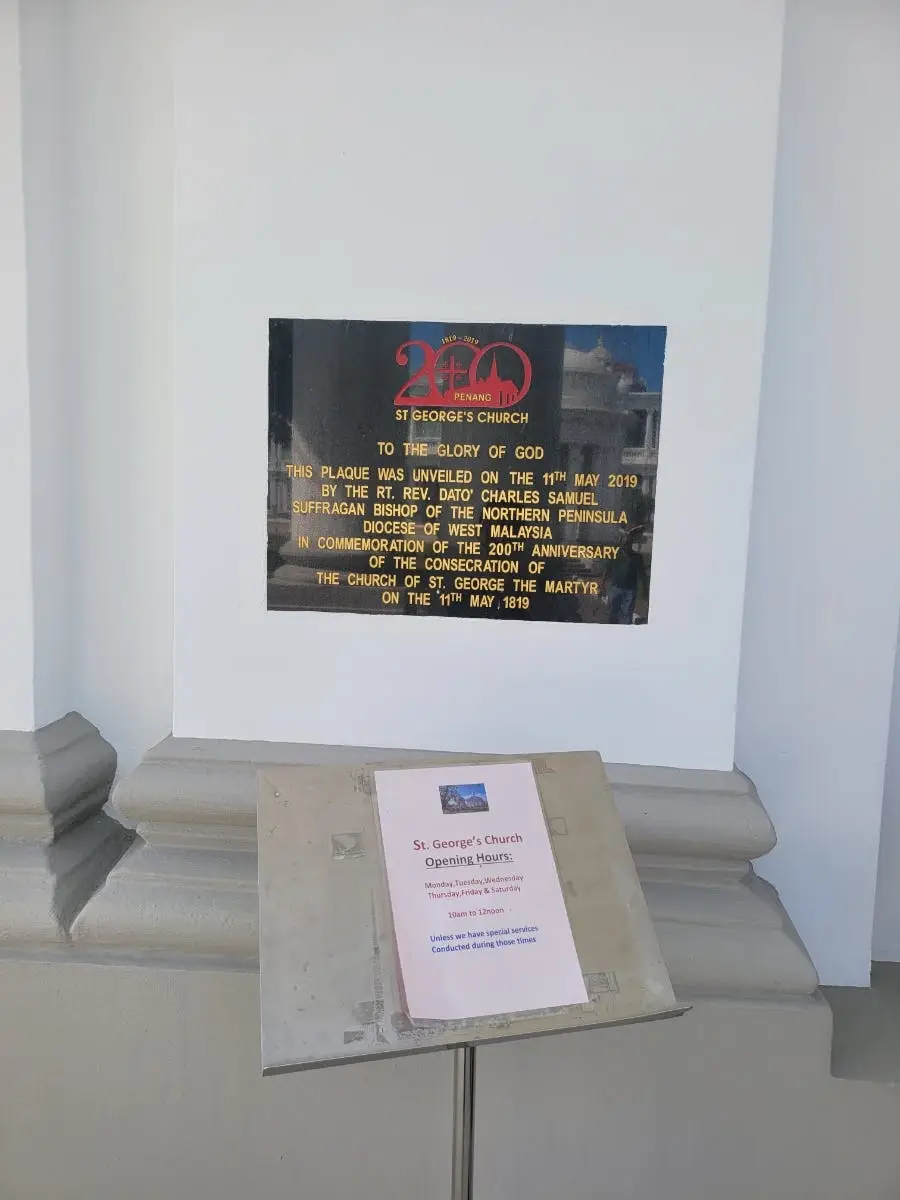 1819 - 2019
200
PENANG
ST GEORGE'S CHURCH
TO THE GLORY OF GOD
THIS PLAQUE WAS UNVEILED ON THE 11TH MAY 2019
BY THE RT. REV. DATO' CHARLES SAMUEL
SUFFRAGAN BISHOP OF THE NORTHERN PENINSULA
DIOCESE OF WEST MALAYSIA
IN COMMEMORATION OF THE 200TH ANNIVERSARY
OF THE CONSECRATION OF
THE CHURCH OF ST. GEORGE THE MARTYR
ON THE 11TH MAY 1819
St. George's Church
Opening Hours:
Monday,Tuesday,Wednesday
Thursday,Friday & Saturday
10am to 12noon
Unless we have special services
Conducted during those times